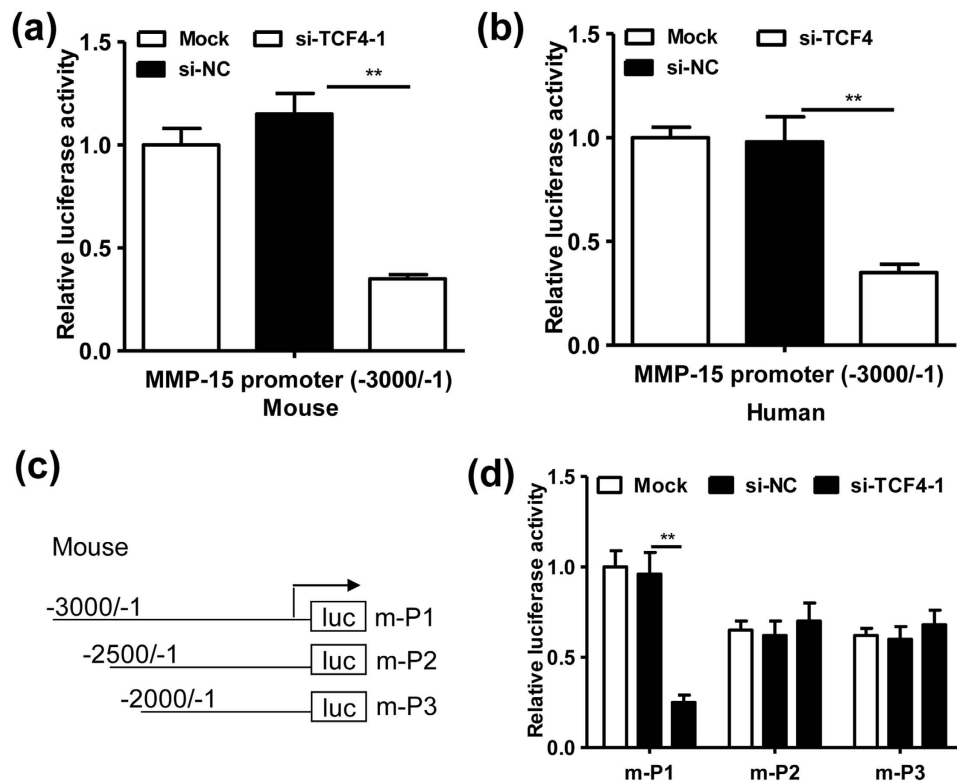 (a)
Relative luciferase activity
1.5
1.0
0.5
0.0
Mock
si-TCF4-1
si-NC
**
MMP-15 promoter (-3000/-1)
Mouse
(b)
Relative luciferase activity
1.5
1.0
0.5
0.0
Mock
si-TCF4
si-NC
**
MMP-15 promoter (-3000/-1)
Human
(c)
Mouse
-3000/-1
luc m-P1
-2500/-1
luc m-P2
-2000/-1
luc m-P3
(d)
Relative luciferase activity
1.5
1.0
0.5
0.0
Mock si-NC si-TCF4-1
**
m-P1 m-P2 m-P3